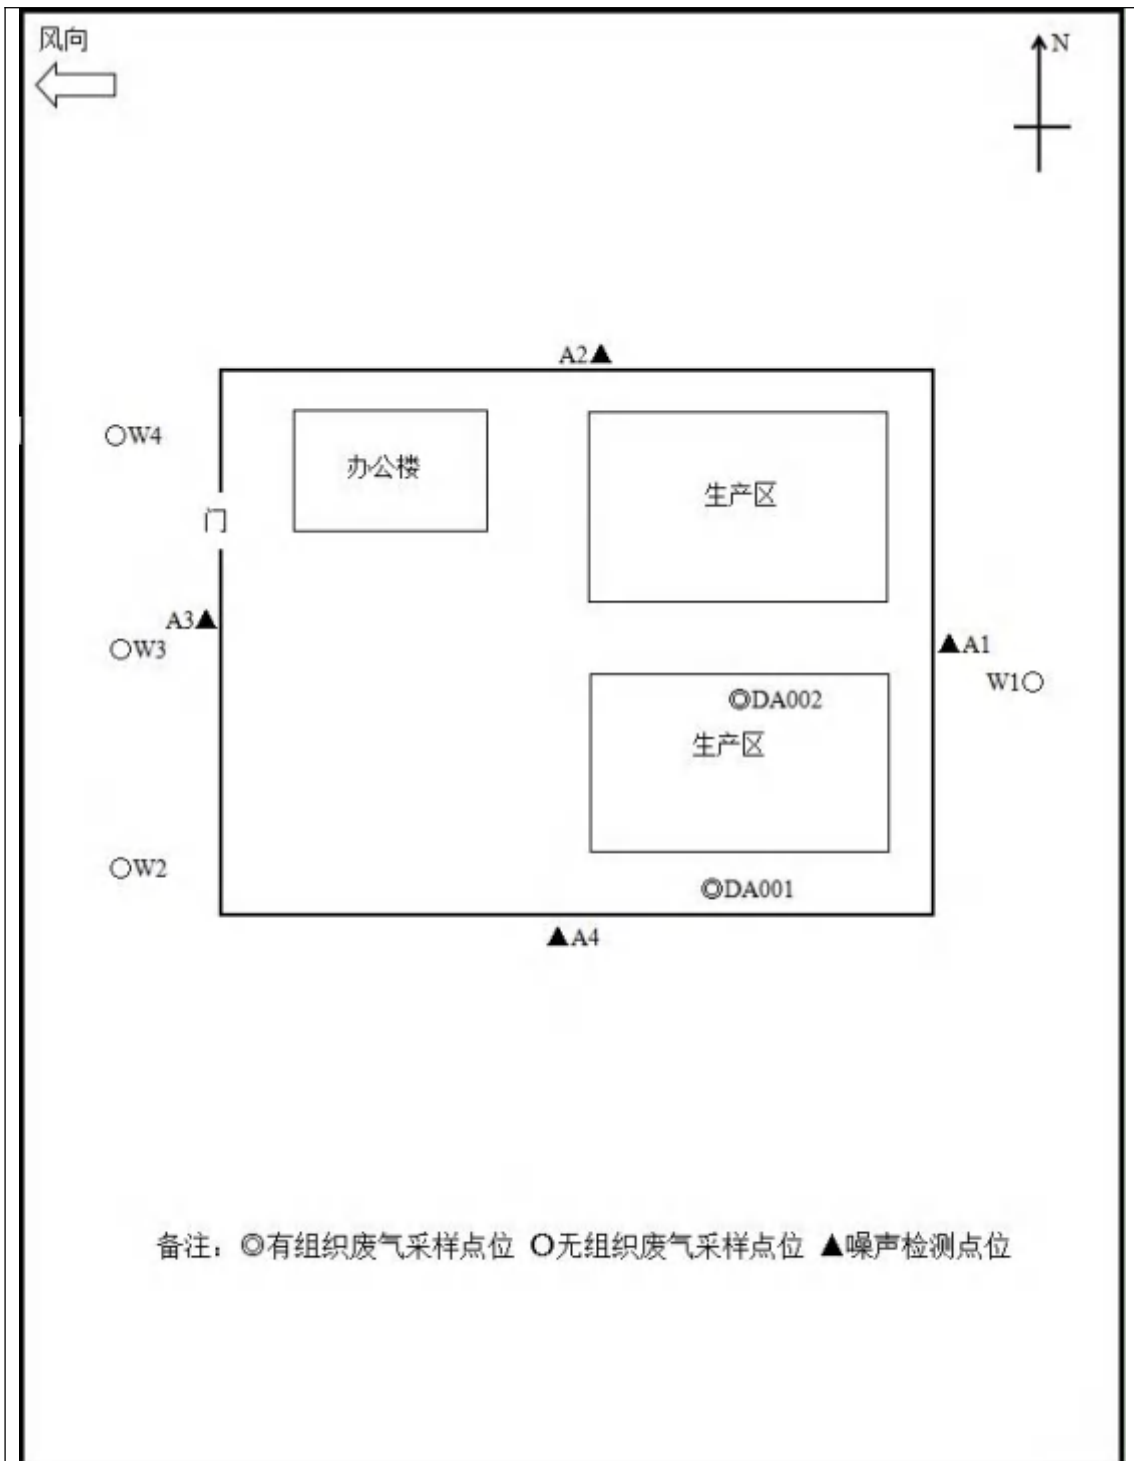 风向
N
A2▲
○W4
办公楼
生产区
门
A3▲
○W3
▲A1
W1○
◎DA002
生产区
○W2
◎DA001
▲A4
备注：◎有组织废气采样点位 ○无组织废气采样点位 ▲噪声检测点位